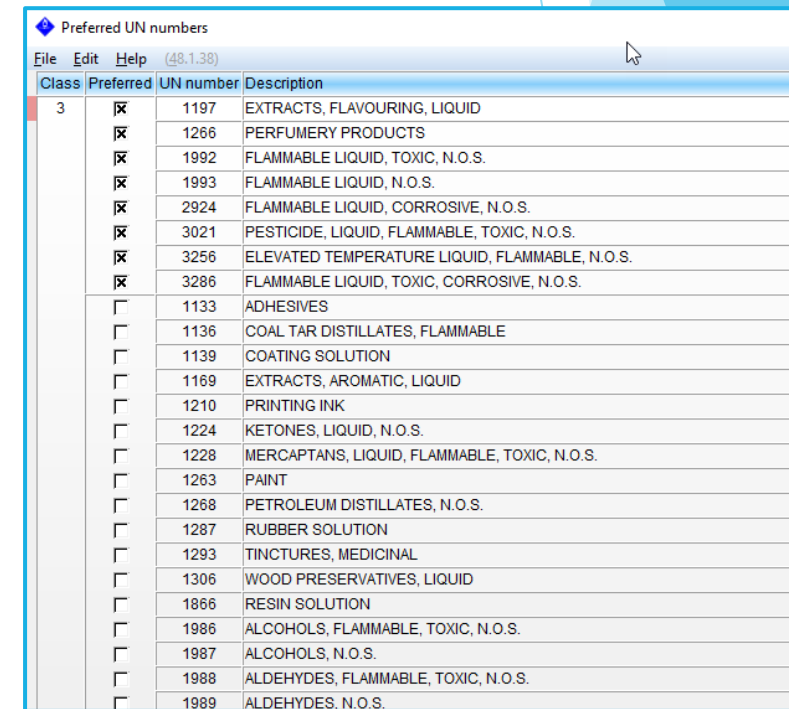 Preferred UN numbers
File Edit Help (48.1.38)
Class Preferred UN number Description
3 1197 EXTRACTS, FLAVOURING, LIQUID
1266 PERFUMERY PRODUCTS
1992 FLAMMABLE LIQUID, TOXIC, N.O.S.
1993 FLAMMABLE LIQUID, N.O.S.
2924 FLAMMABLE LIQUID, CORROSIVE, N.O.S.
3021 PESTICIDE, LIQUID, FLAMMABLE, TOXIC, N.O.S.
3256 ELEVATED TEMPERATURE LIQUID, FLAMMABLE, N.O.S.
3286 FLAMMABLE LIQUID, TOXIC, CORROSIVE, N.O.S.
1133 ADHESIVES
1136 COAL TAR DISTILLATES, FLAMMABLE
1139 COATING SOLUTION
1169 EXTRACTS, AROMATIC, LIQUID
1210 PRINTING INK
1224 KETONES, LIQUID, N.O.S.
1228 MERCAPTANS, LIQUID, FLAMMABLE, TOXIC, N.O.S.
1263 PAINT
1268 PETROLEUM DISTILLATES, N.O.S.
1287 RUBBER SOLUTION
1293 TINCTURES, MEDICINAL
1306 WOOD PRESERVATIVES, LIQUID
1866 RESIN SOLUTION
1986 ALCOHOLS, FLAMMABLE, TOXIC, N.O.S.
1987 ALCOHOLS, N.O.S.
1988 ALDEHYDES, FLAMMABLE, TOXIC, N.O.S.
1989 ALDEHYDES, N.O.S.